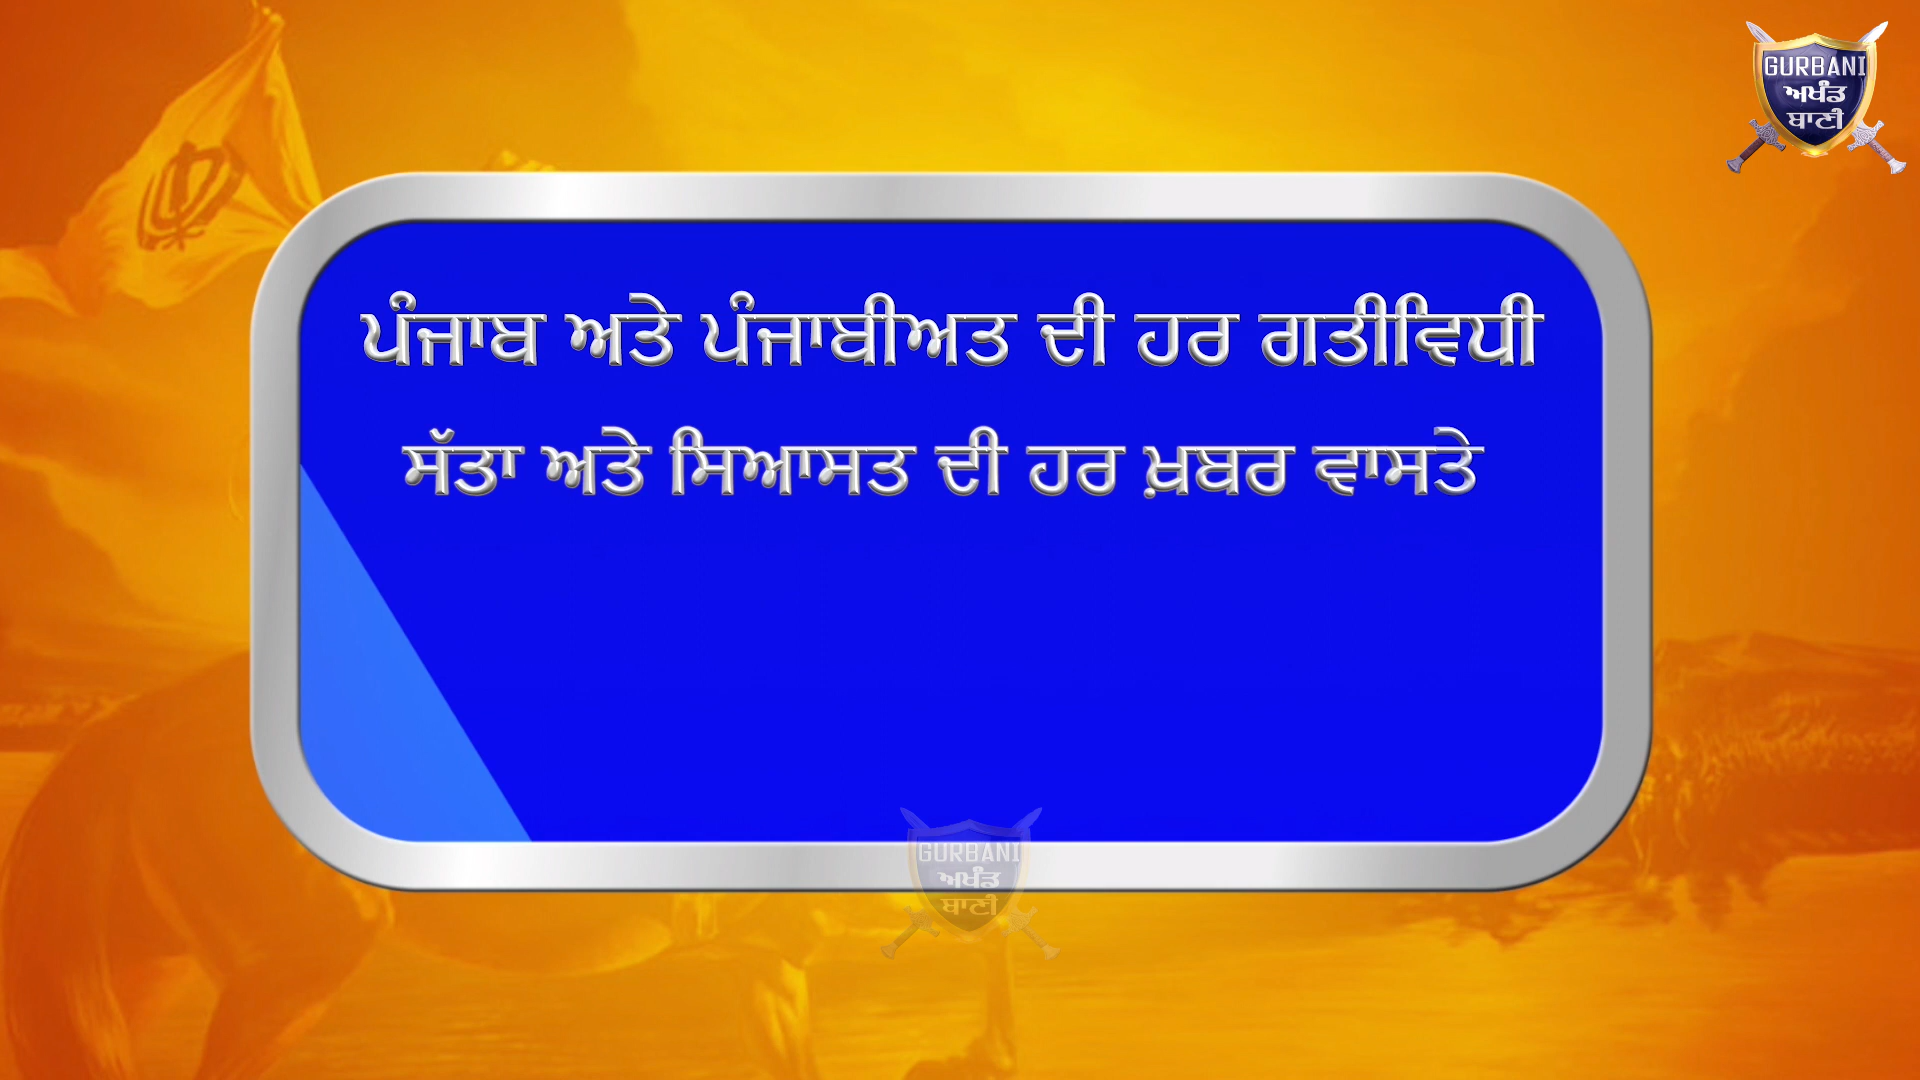 GURBANI
ਅਖੰਡ
ਬਾਣੀ
ਪੰਜਾਬ ਅਤੇ ਪੰਜਾਬੀਅਤ ਦੀ ਹਰ ਗਤੀਵਿਧੀ
ਸੱਤਾ ਅਤੇ ਸਿਆਸਤ ਦੀ ਹਰ ਖ਼ਬਰ ਵਾਸਤੇ
GURBANI
ਅਖੰਡ
ਬਾਣੀ